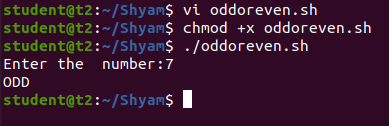 student@t2:~/Shyam$ vi oddoreven.sh
student@t2:~/Shyam$ chmod +x oddoreven.sh
student@t2:~/Shyam$ ./oddoreven.sh
Enter the  number:7
ODD
student@t2:~/Shyam$